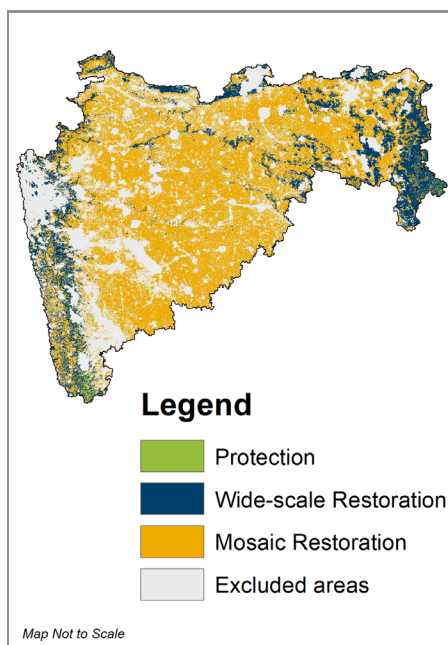 Legend
Protection
Wide-scale Restoration
Mosaic Restoration
Excluded areas
Map Not to Scale